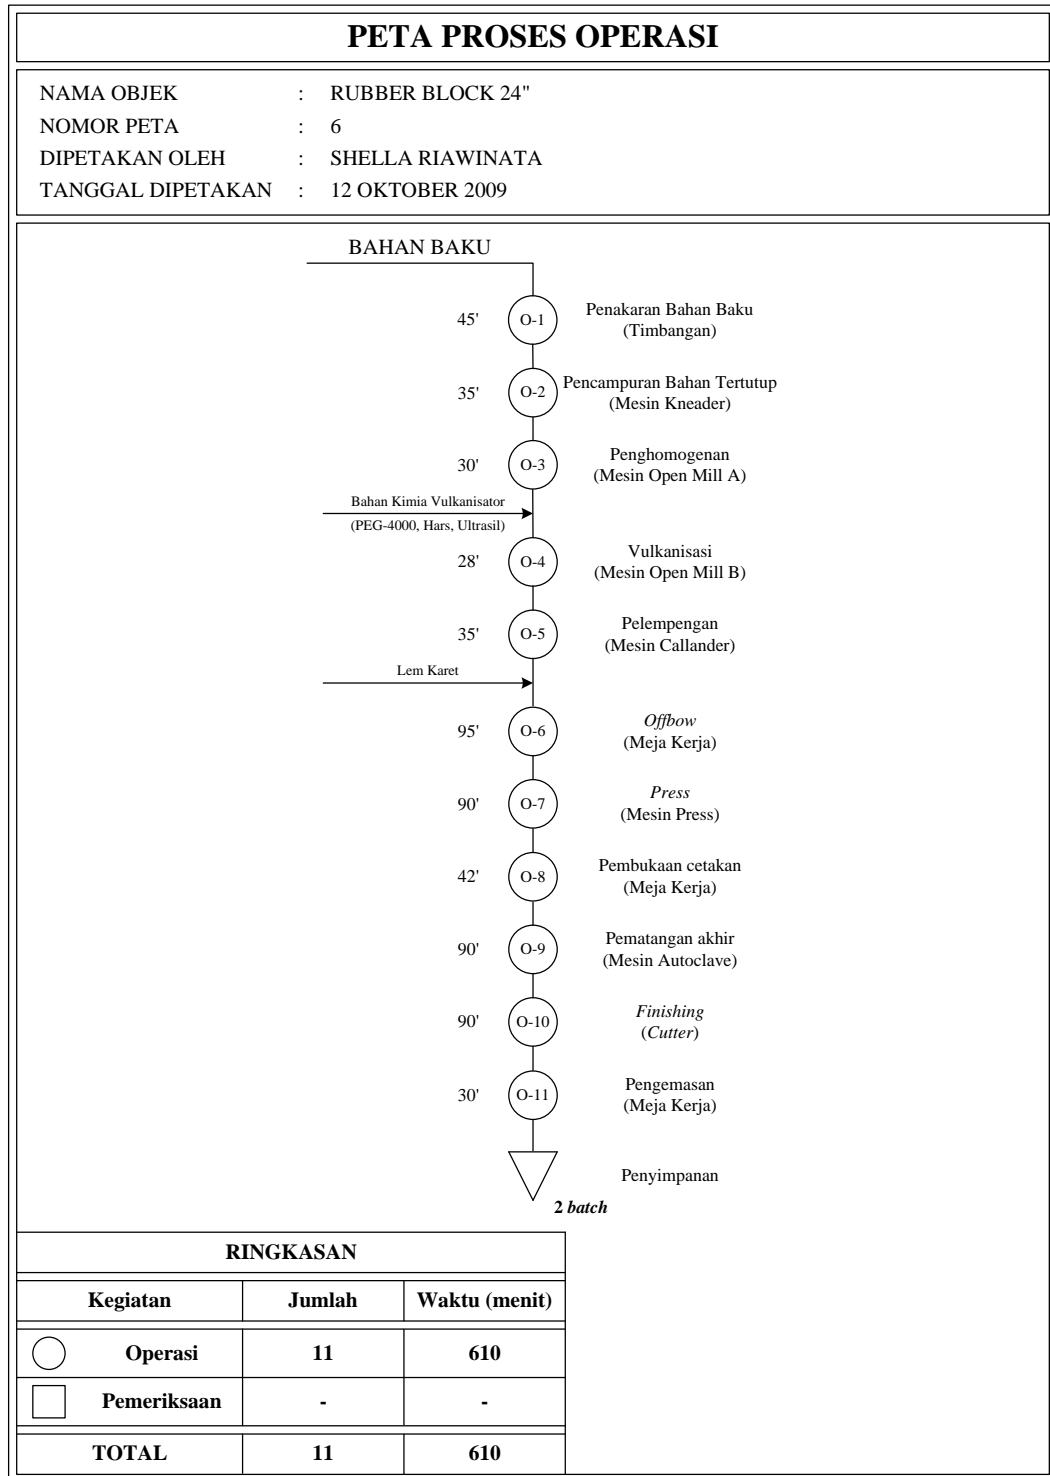 PETA PROSES OPERASI
NAMA OBJEK : RUBBER BLOCK 24"
NOMOR PETA : 6
DIPETAKAN OLEH : SHELLA RIAWINATA
TANGGAL DIPETAKAN : 12 OKTOBER 2009
BAHAN BAKU
45' O-1 Penakaran Bahan Baku
(Timbangan)
35' O-2 Pencampuran Bahan Tertutup
(Mesin Kneader)
30' O-3 Penghomogenan
(Mesin Open Mill A)
Bahan Kimia Vulkanisator
(PEG-4000, Hars, Ultrasil)
28' O-4 Vulkanisasi
(Mesin Open Mill B)
35' O-5 Pelempengan
(Mesin Callander)
Lem Karet
95' O-6 Offbow
(Meja Kerja)
90' O-7 Press
(Mesin Press)
42' O-8 Pembukaan cetakan
(Meja Kerja)
90' O-9 Pematangan akhir
(Mesin Autoclave)
90' O-10 Finishing
(Cutter)
30' O-11 Pengemasan
(Meja Kerja)
Penyimpanan
2 batch
RINGKASAN
Kegiatan Jumlah Waktu (menit)
Operasi 11 610
Pemeriksaan - -
TOTAL 11 610